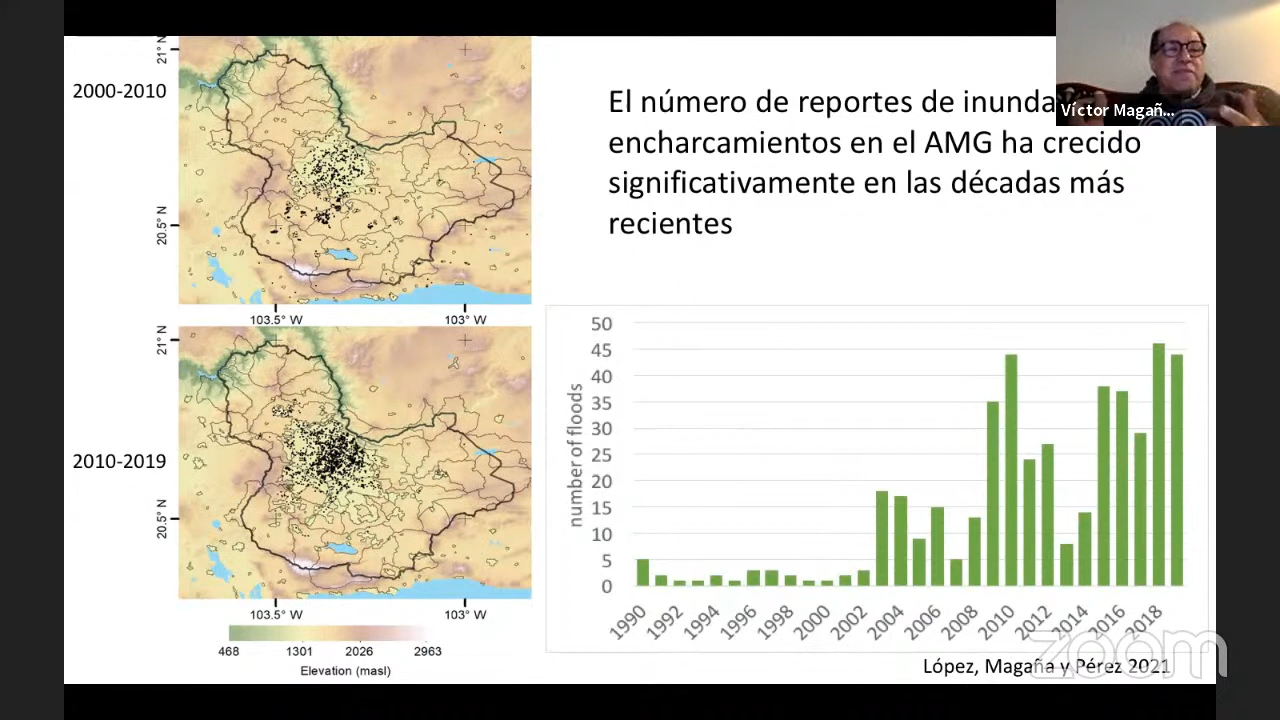 2000-2010
21° N
20.5° N
103.5° W
103° W
El número de reportes de inunda
encharcamientos en el AMG ha crecido
significativamente en las décadas más
recientes
Víctor Magañ...
2010-2019
21° N
20.5° N
103.5° W
103° W
468 1301 2026 2963
Elevation (masl)
number of floods
50
45
40
35
30
25
20
15
10
5
0
1990 1992 1994 1996 1998 2000 2002 2004 2006 2008 2010 2012 2014 2016 2018
López, Magaña y Pérez 2021
zoom